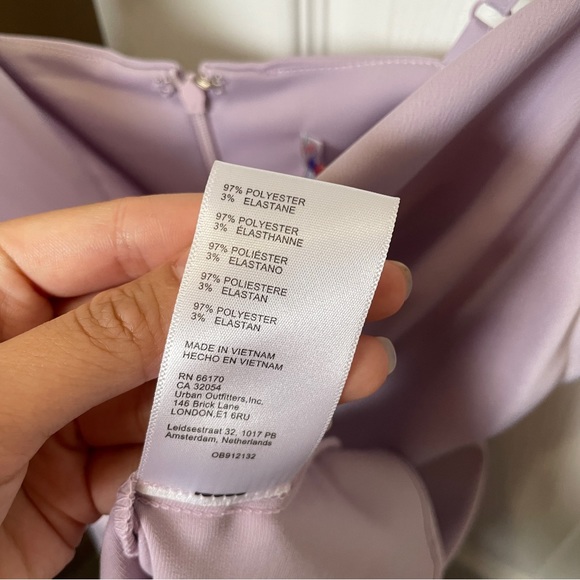 97% POLYESTER
3% ELASTANE
97% POLYESTER
3% ÉLASTHANNE
97% POLIÉSTER
3% ELASTANO
97% POLIESTERE
3% ELASTAN
97% POLYESTER
3% ELASTAN
MADE IN VIETNAM
HECHO EN VIETNAM
RN 66170
CA 32054
Urban Outfitters,Inc.
146 Brick Lane
LONDON,E1 6RU
Leidsestraat 32, 1017 PB
Amsterdam, Netherlands
OB912132